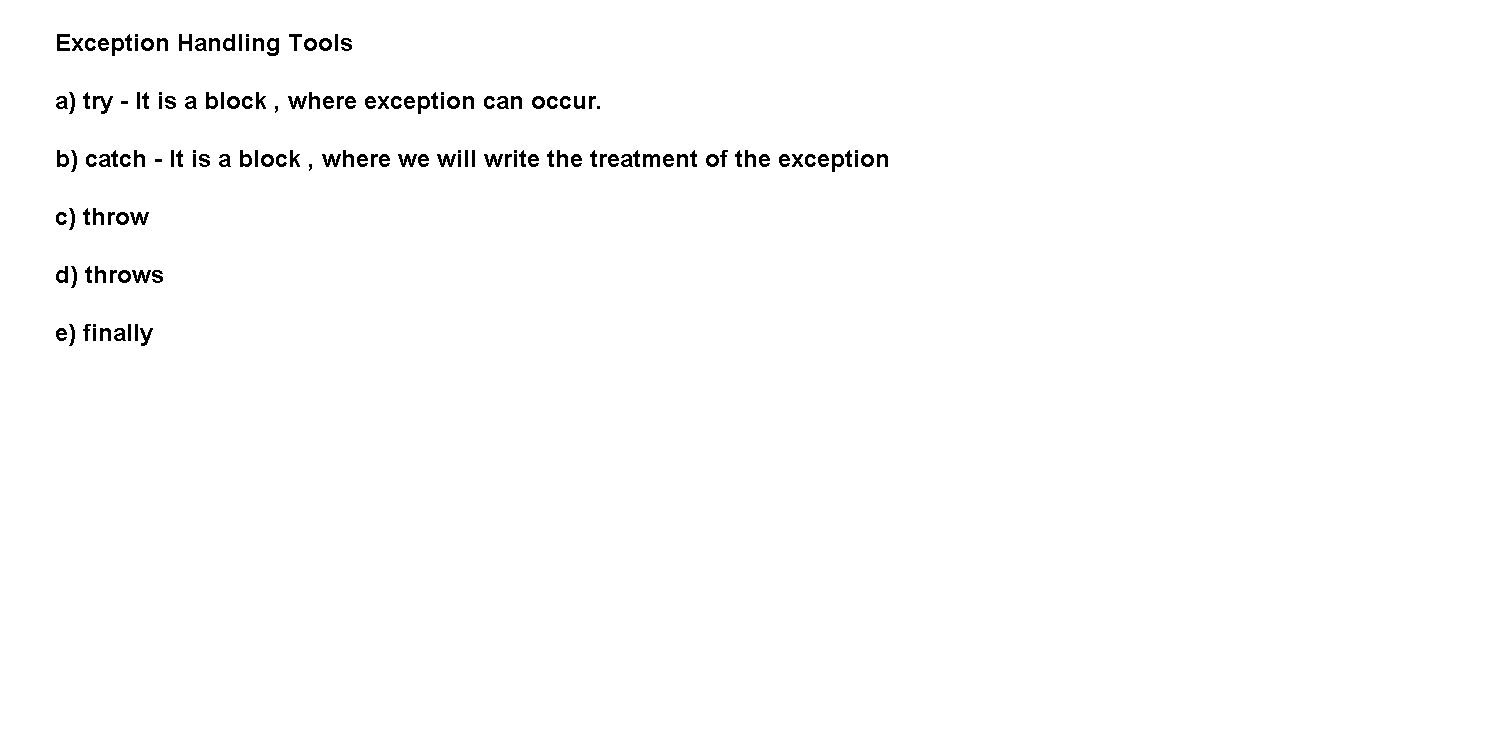 Exception Handling Tools
a) try - It is a block , where exception can occur.
b) catch - It is a block , where we will write the treatment of the exception
c) throw
d) throws
e) finally